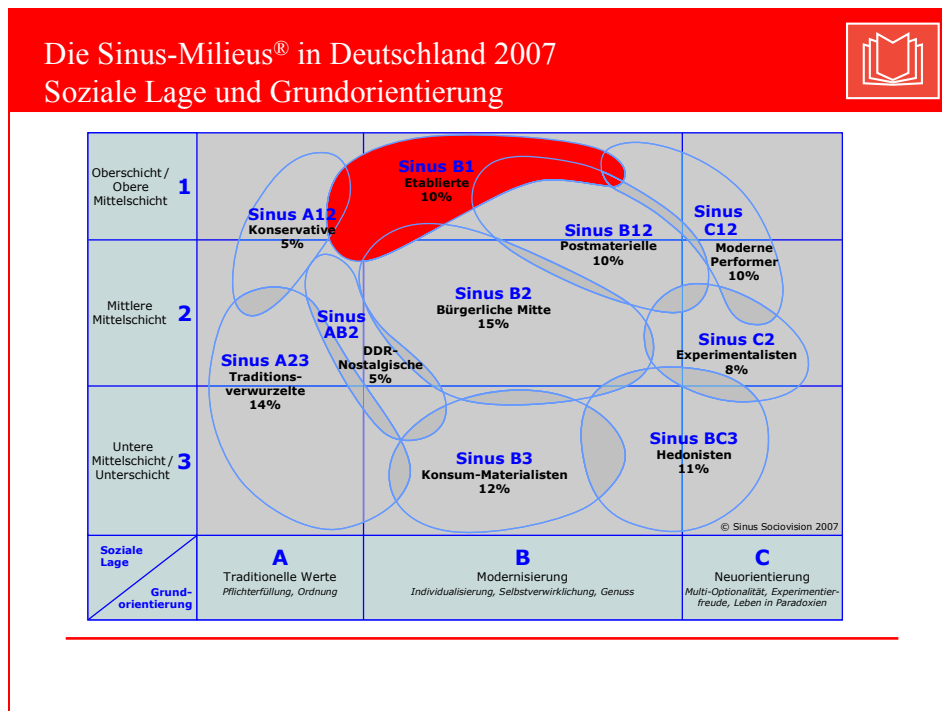 Die Sinus-Milieus® in Deutschland 2007
Soziale Lage und Grundorientierung
Oberschicht /
Obere
Mittelschicht
1
Mittlere
Mittelschicht
2
Untere
Mittelschicht /
Unterschicht
3
Sinus B1
Etablierte
10%
Sinus A12
Konservative
5%
Sinus B12
Postmaterielle
10%
Sinus
C12
Moderne
Performer
10%
Sinus B2
Bürgerliche Mitte
15%
Sinus
AB2
DDR-
Nostalgische
5%
Sinus A23
Traditions-
verwurzelte
14%
Sinus C2
Experimentalisten
8%
Sinus B3
Konsum-Materialisten
12%
Sinus BC3
Hedonisten
11%
© Sinus Sociovision 2007
Soziale
Lage
Grund-
orientierung
A
Traditionelle Werte
Pflichterfüllung, Ordnung
B
Modernisierung
Individualisierung, Selbstverwirklichung, Genuss
C
Neuorientierung
Multi-Optionalität, Experimentier-
freude, Leben in Paradoxien